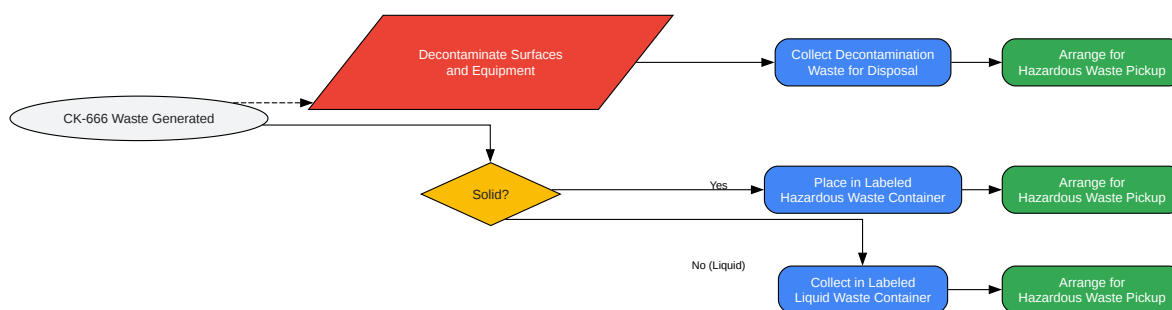 Decontaminate Surfaces
and Equipment
Collect Decontamination
Waste for Disposal
Arrange for
Hazardous Waste Pickup
CK-666 Waste Generated
Solid?
Yes
Place in Labeled
Hazardous Waste Container
Arrange for
Hazardous Waste Pickup
No (Liquid)
Collect in Labeled
Liquid Waste Container
Arrange for
Hazardous Waste Pickup